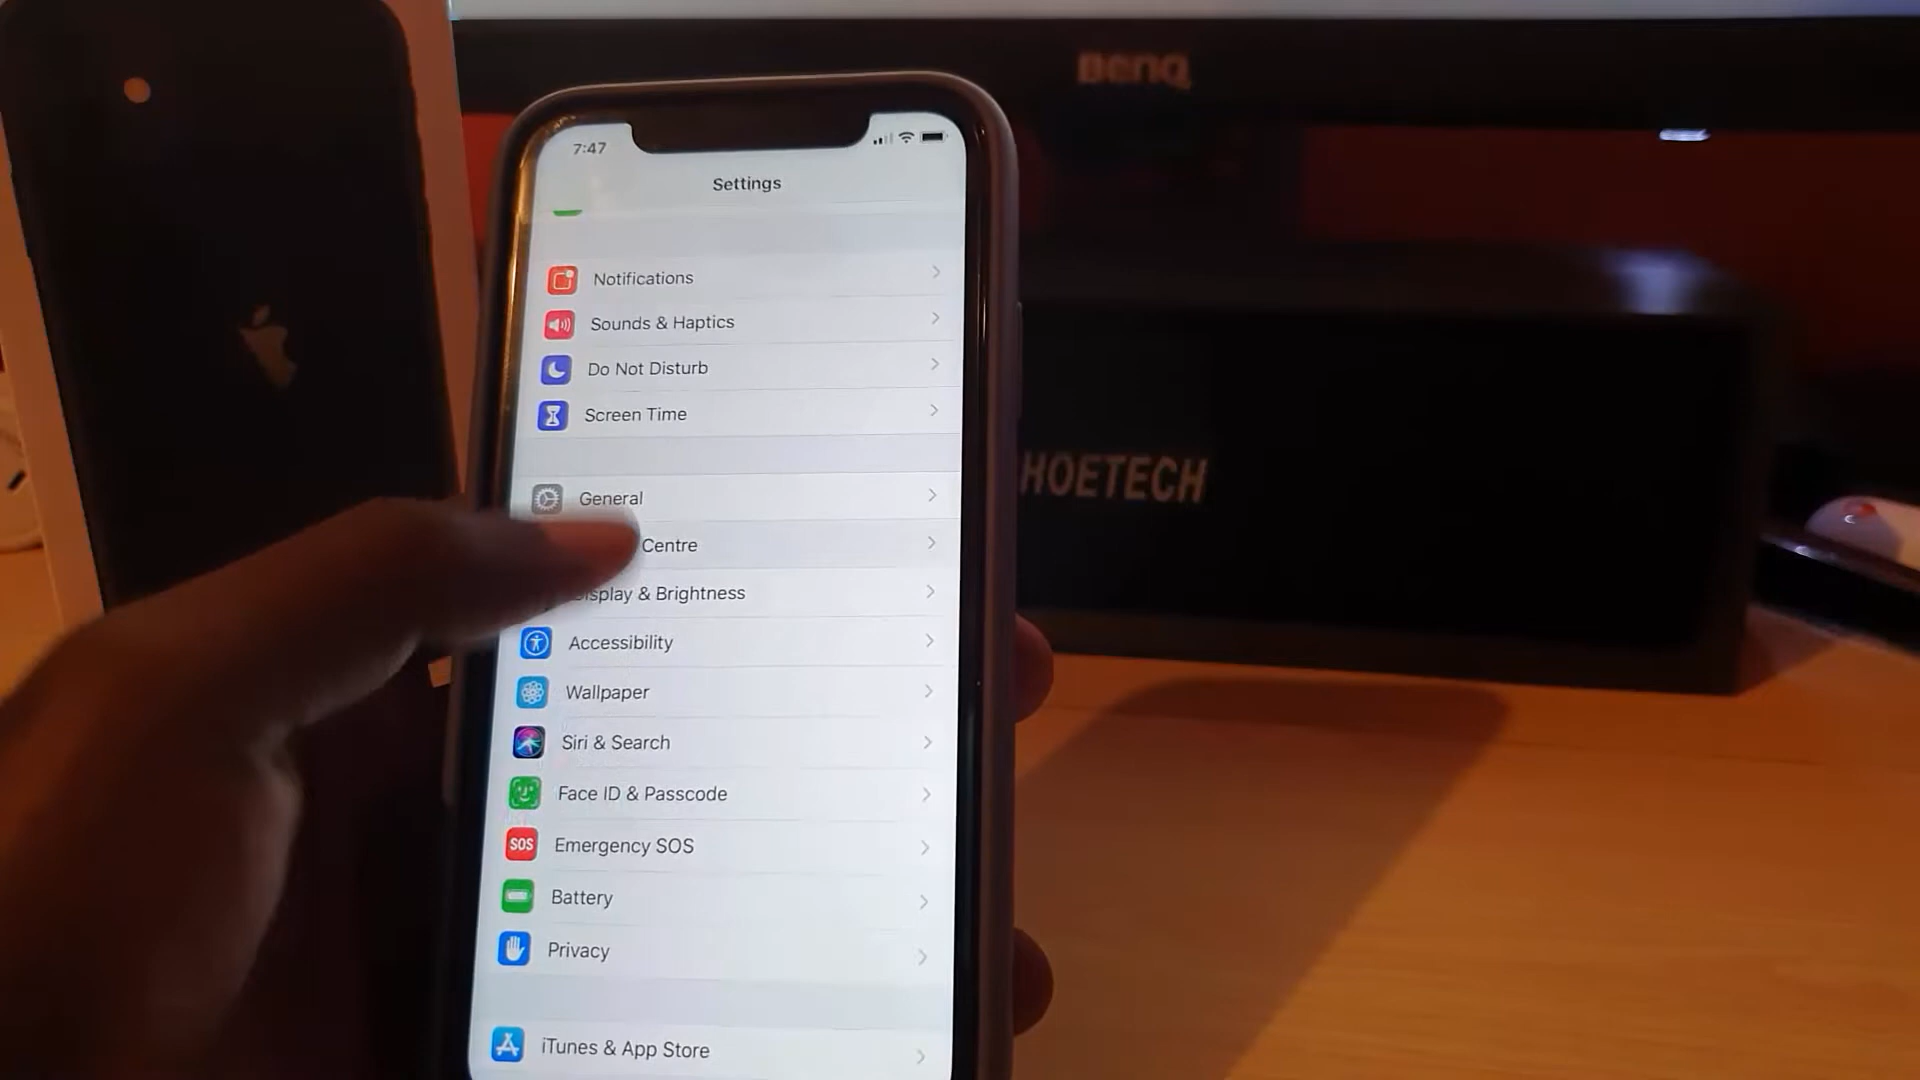 BenQ
7:47
Settings
Notifications
Sounds & Haptics
Do Not Disturb
Screen Time
General
Centre
Display & Brightness
Accessibility
Wallpaper
Siri & Search
Face ID & Passcode
SOS Emergency SOS
Battery
Privacy
iTunes & App Store
HOETECH